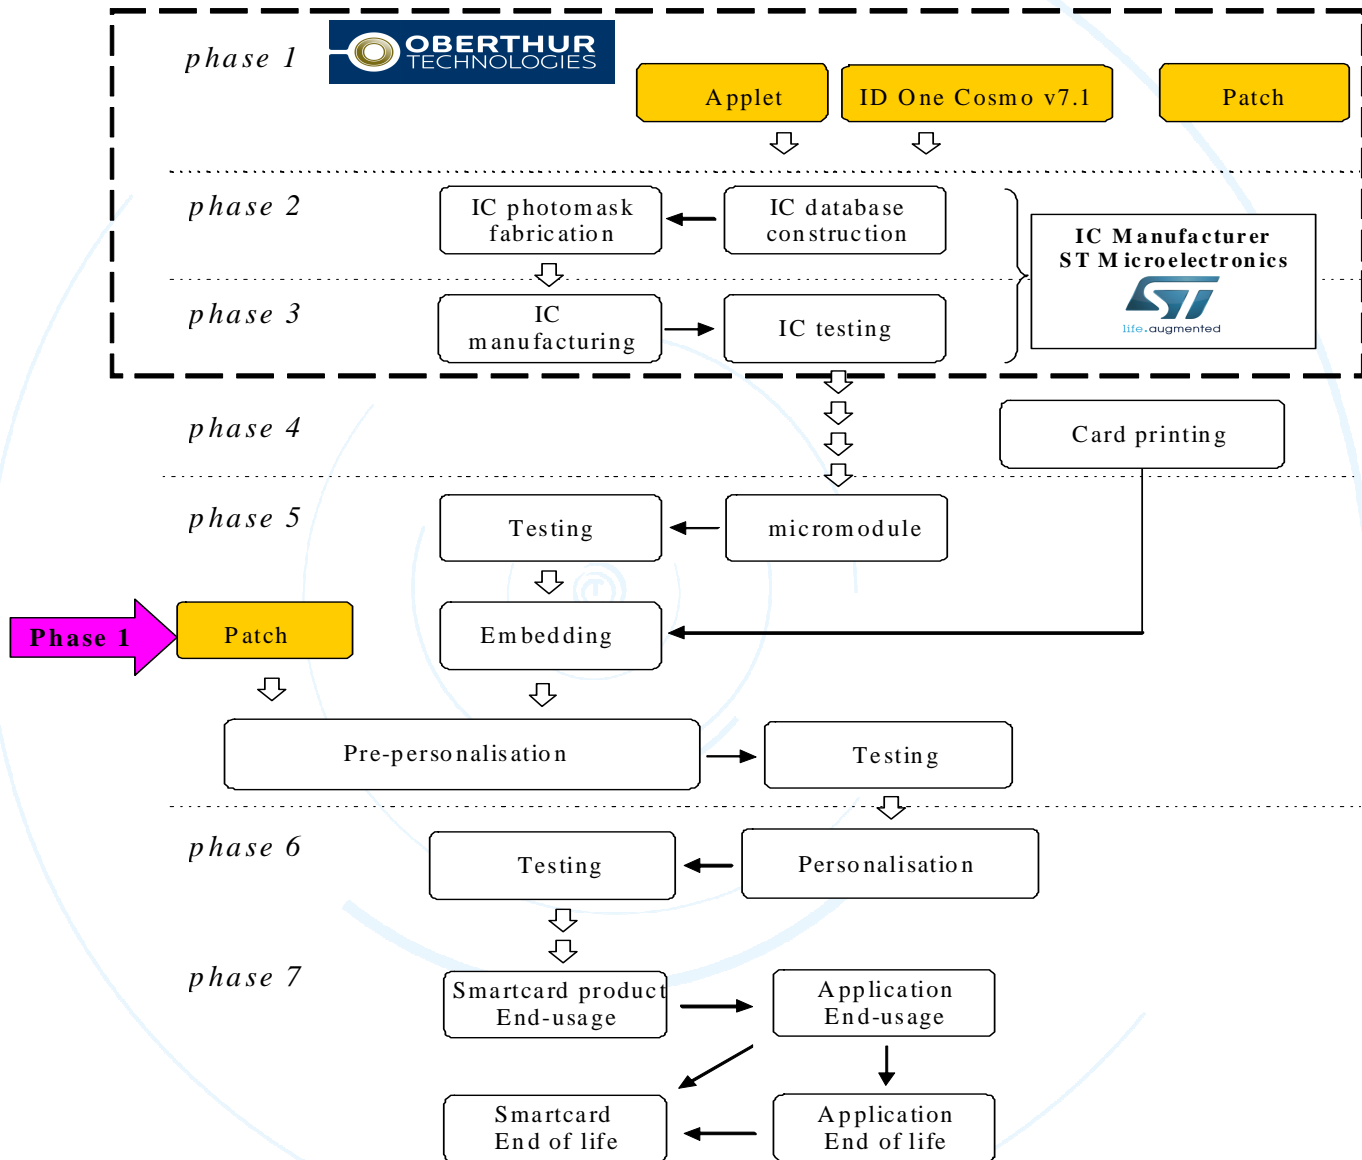 phase 1
OBERTHUR
TECHNOLOGIES
Applet
ID One Cosmo v7.1
Patch
phase 2
IC photomask
fabrication
IC database
construction
IC Manufacturer
ST Microelectronics
ST
life.augmented
phase 3
IC
manufacturing
IC testing
phase 4
Card printing
phase 5
Testing
micromodule
Phase 1
Patch
Embedding
Pre-personalisation
Testing
phase 6
Testing
Personalisation
phase 7
Smartcard product
End-usage
Application
End-usage
Smartcard
End of life
Application
End of life